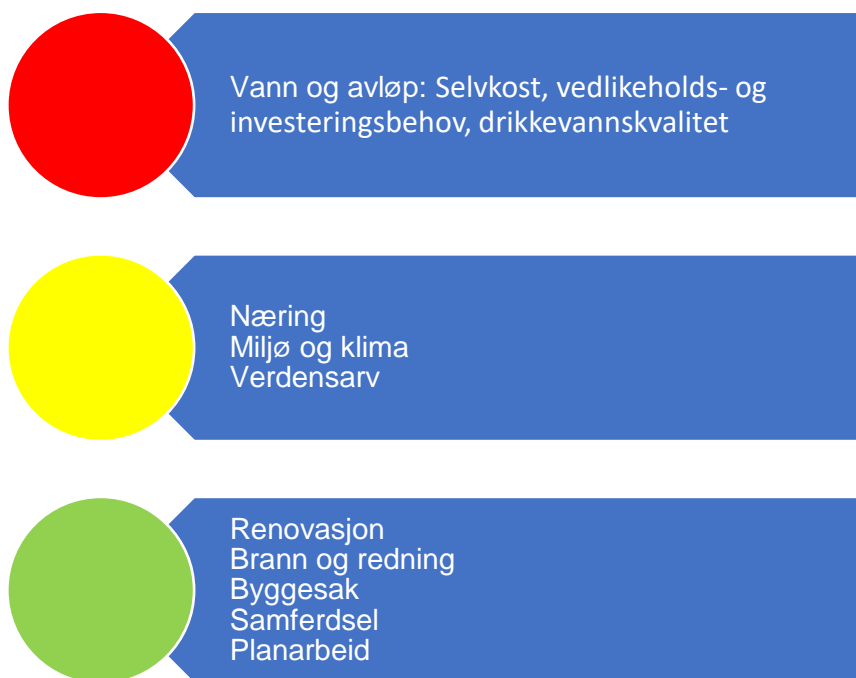 Vann og avløp: Selvkost, vedlikeholds- og
investeringsbehov, drikkevannskvalitet
Næring
Miljø og klima
Verdensarv
Renovasjon
Brann og redning
Byggesak
Samferdsel
Planarbeid